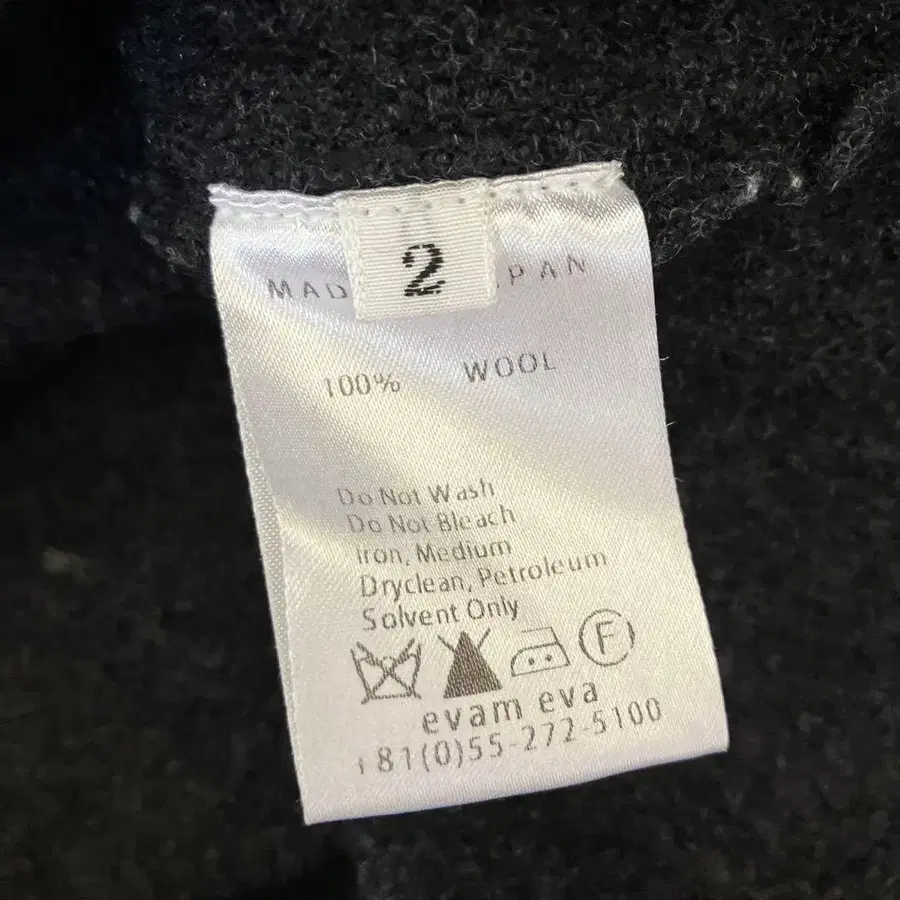 2
MAD PAN
100% WOOL
Do Not Wash
Do Not Bleach
Iron, Medium
Dryclean, Petroleum
Solvent Only
F
evam eva
+81(0)55-272-5100